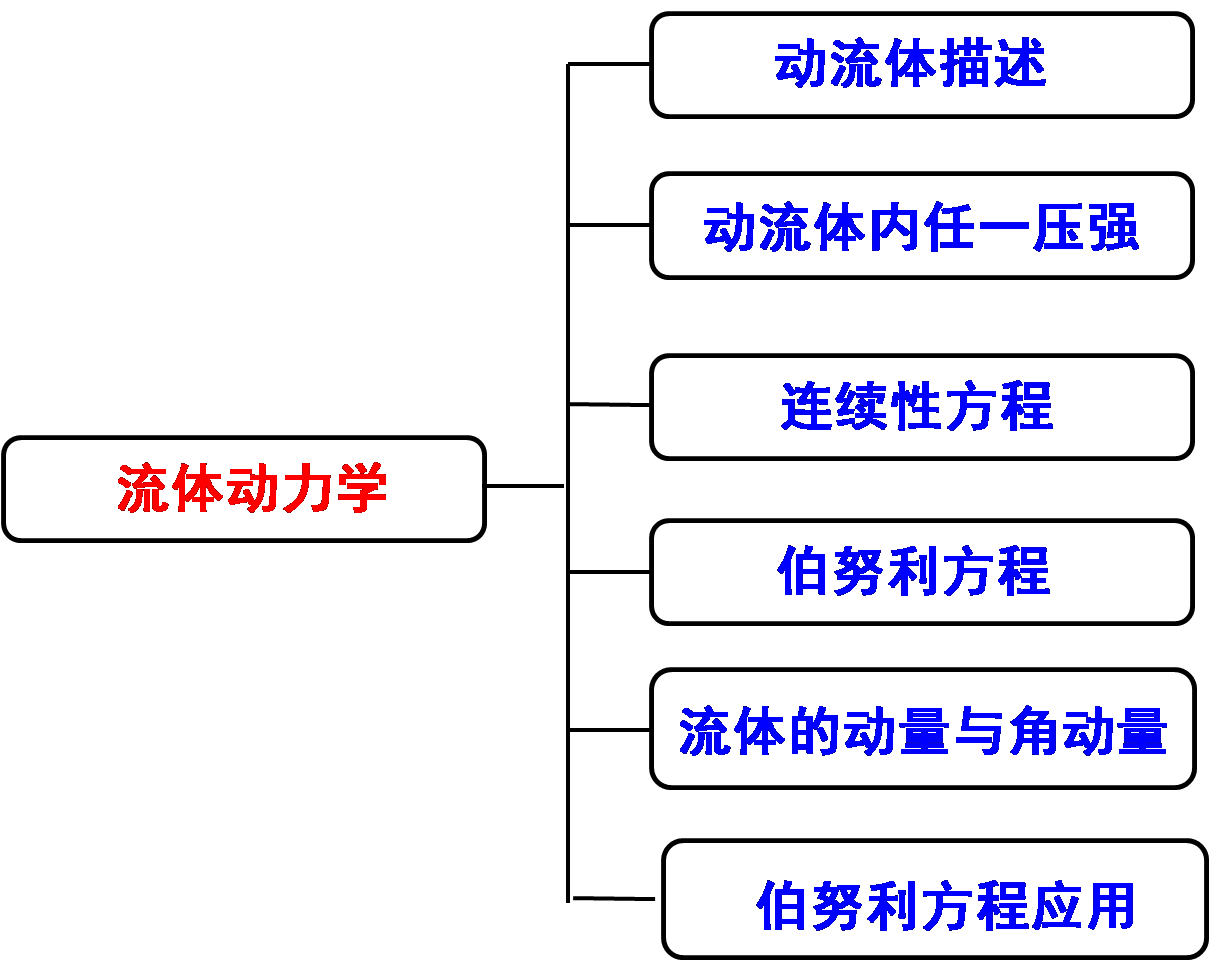 动流体描述
动流体内任一压强
连续性方程
流体动力学
伯努利方程
流体的动量与角动量
伯努利方程应用